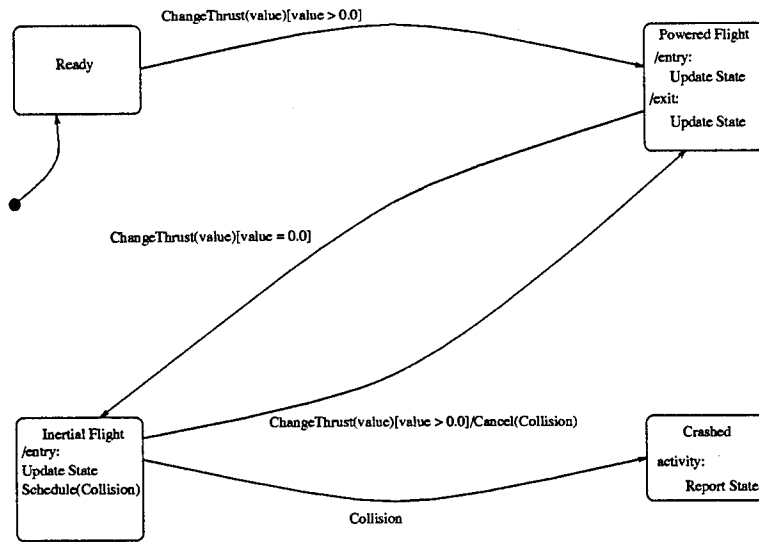 ChangeThrust(value)[value > 0.0]
Ready
Powered Flight
/entry:
Update State
/exit:
Update State
ChangeThrust(value)[value = 0.0]
Inertial Flight
/entry:
Update State
Schedule(Collision)
ChangeThrust(value)[value > 0.0]/Cancel(Collision)
Crashed
activity:
Report State
Collision